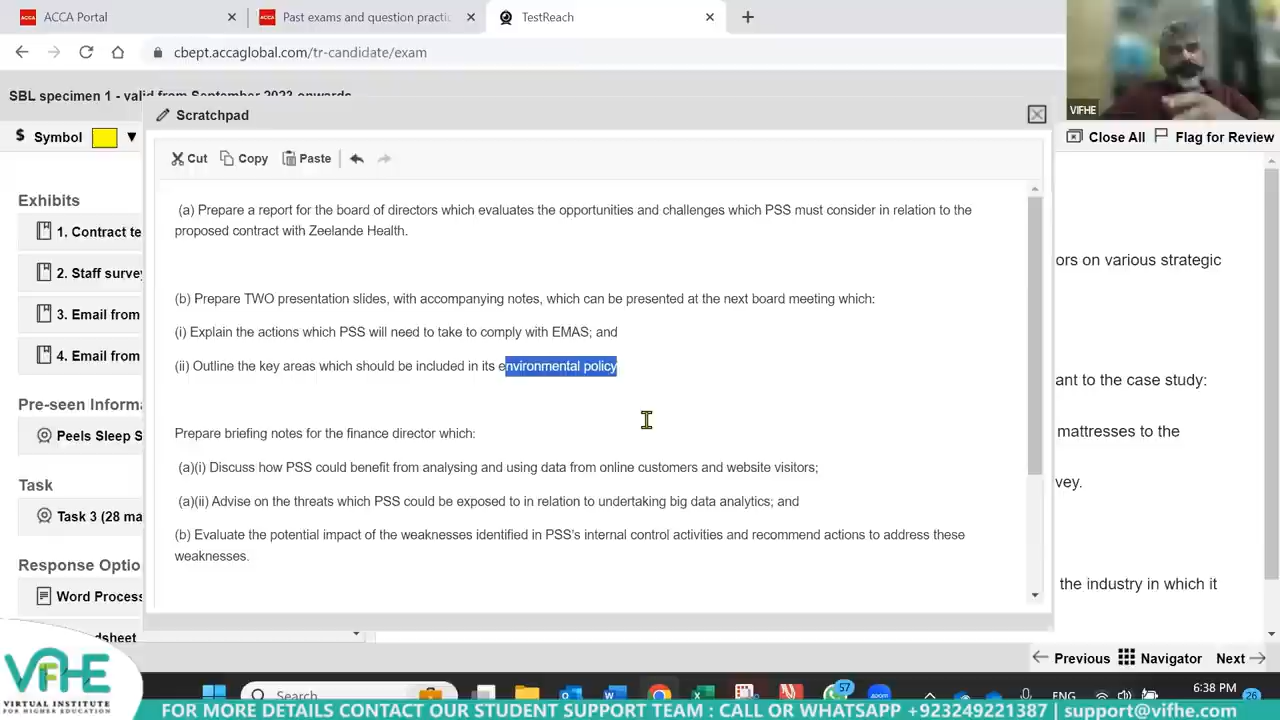 ACCA Portal
Past exams and question practi
TestReach
cbept.accaglobal.com/tr-candidate/exam
VIFHE
SBL specimen 1 - valid from September 2023 onwards
Symbol
Scratchpad
Close All
Flag for Review
Cut
Copy
Paste
Exhibits
1. Contract te
2. Staff surve
3. Email from
4. Email from
Pre-seen Inform
Peels Sleep S
Task
Task 3 (28 ma
Response Optio
Word Process
dsheet
(a) Prepare a report for the board of directors which evaluates the opportunities and challenges which PSS must consider in relation to the
proposed contract with Zeelande Health.
(b) Prepare TWO presentation slides, with accompanying notes, which can be presented at the next board meeting which:
(i) Explain the actions which PSS will need to take to comply with EMAS; and
(ii) Outline the key areas which should be included in its environmental policy
Prepare briefing notes for the finance director which:
(a)(i) Discuss how PSS could benefit from analysing and using data from online customers and website visitors;
(a)(ii) Advise on the threats which PSS could be exposed to in relation to undertaking big data analytics; and
(b) Evaluate the potential impact of the weaknesses identified in PSS's internal control activities and recommend actions to address these
weaknesses.
ors on various strategic
ant to the case study:
mattresses to the
vey.
the industry in which it
Previous
Navigator
Next
Search
57
zoom
ENG
6:38 PM
26
VIFHE
VIRTUAL INSTITUTE
FOR HIGHER EDUCATION
FOR MORE DETAILS CONTACT OUR STUDENT SUPPORT TEAM : CALL OR WHATSAPP +923249221387 | support@vifhe.com